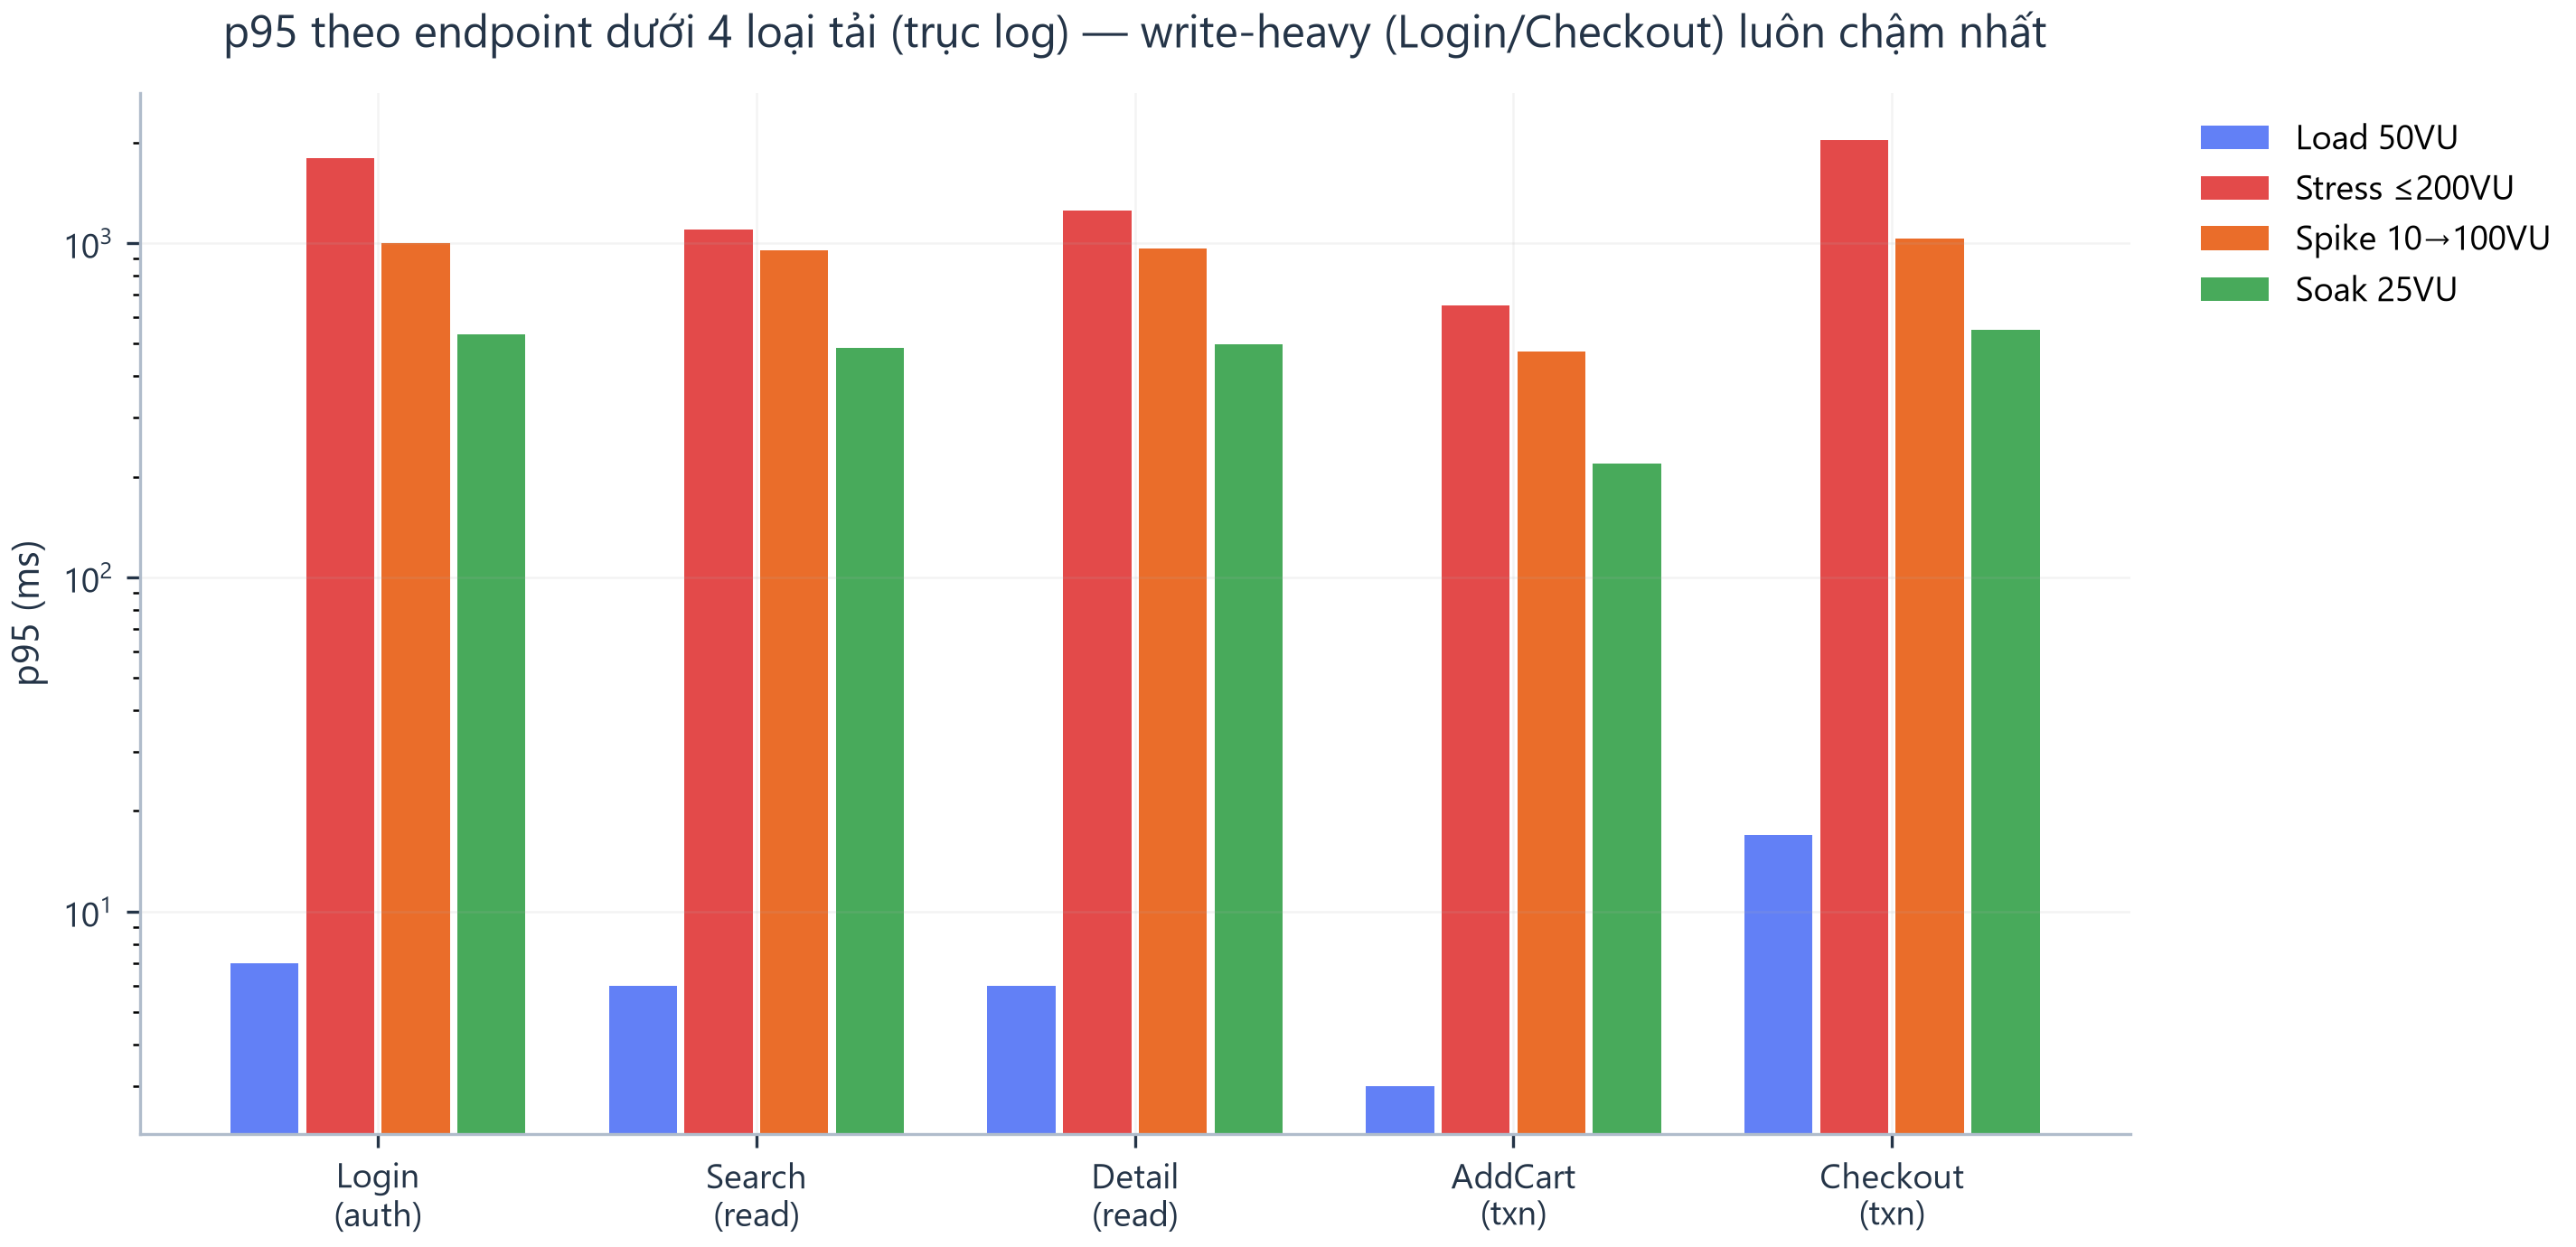 p95 theo endpoint dưới 4 loại tải (trục log) — write-heavy (Login/Checkout) luôn chậm nhất
Load 50VU
Stress ≤200VU
Spike 10→100VU
Soak 25VU
p95 (ms)
10³
10²
10¹
Login
(auth)
Search
(read)
Detail
(read)
AddCart
(txn)
Checkout
(txn)